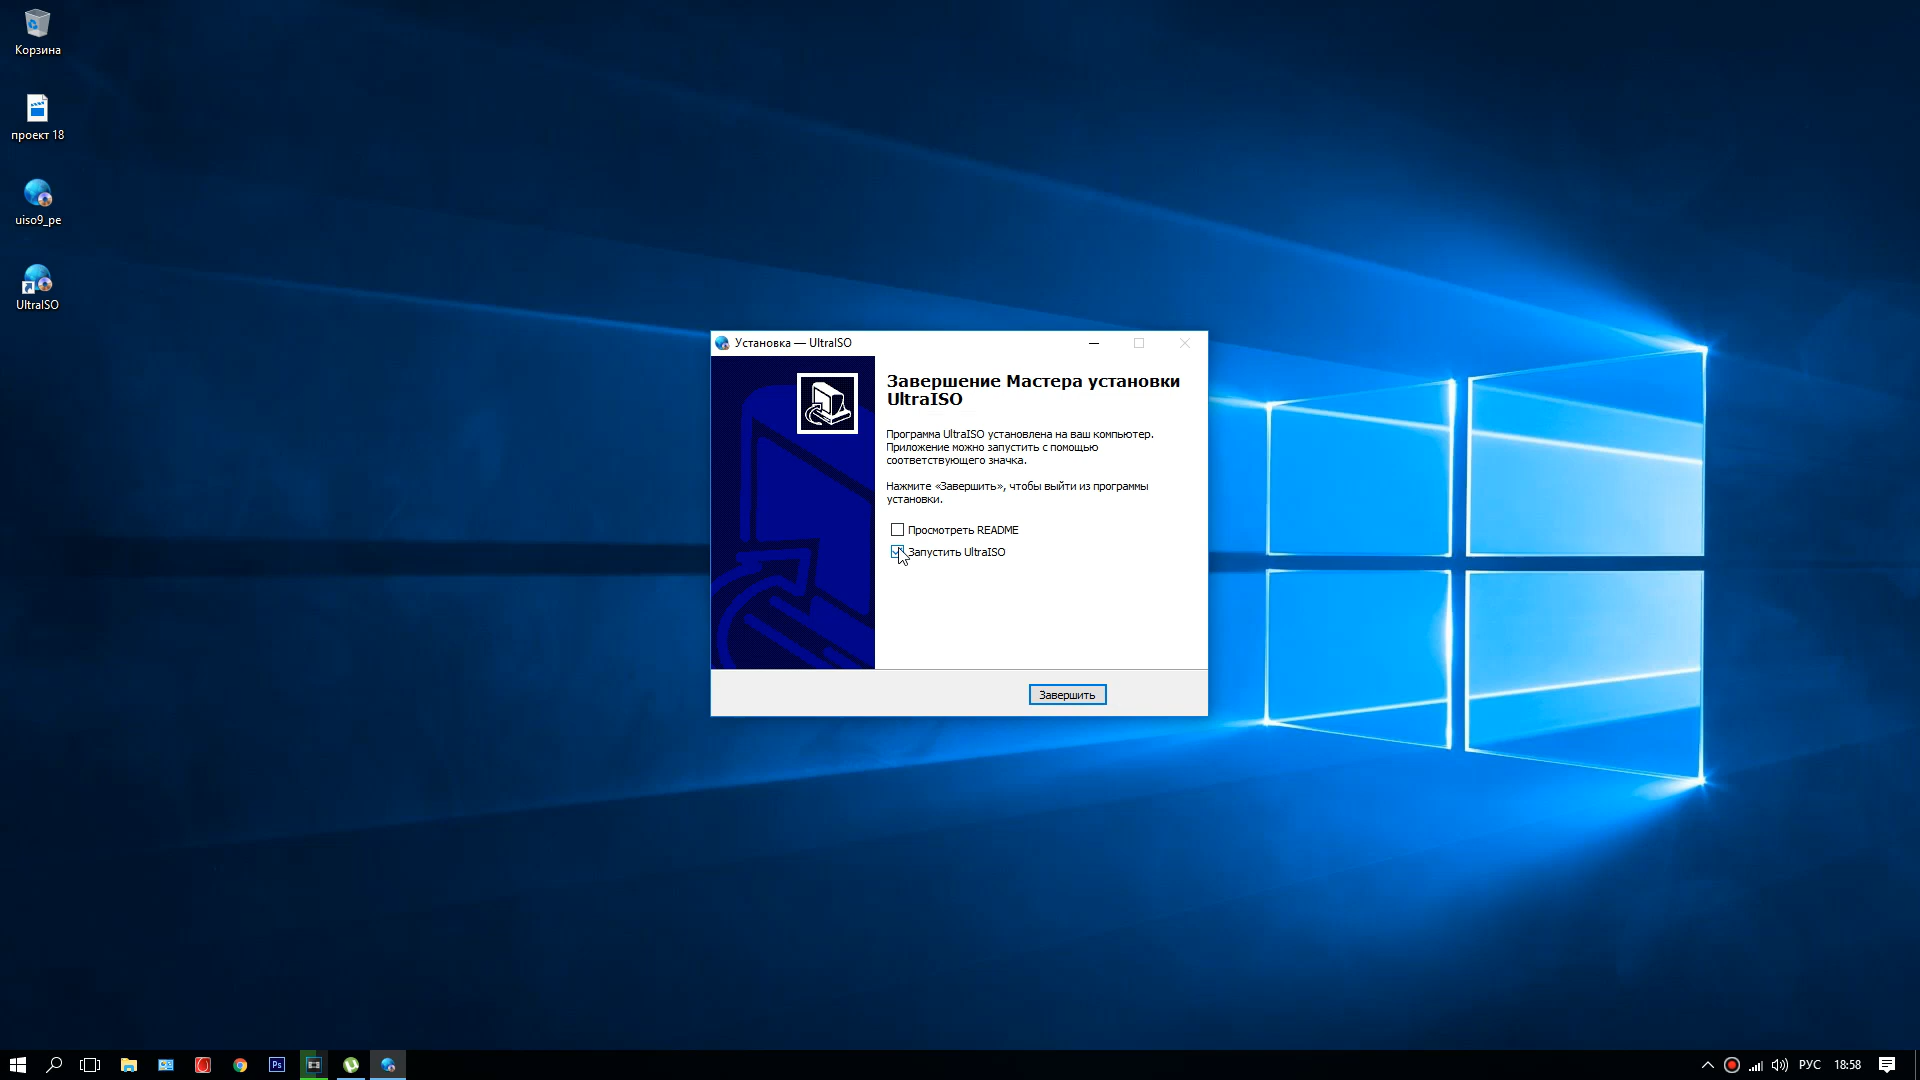 Корзина
проект 18
uiso9_pe
UltraISO
Установка — UltraISO
Завершение Мастера установки
UltraISO
Программа UltraISO установлена на ваш компьютер.
Приложение можно запустить с помощью
соответствующего значка.
Нажмите «Завершить», чтобы выйти из программы
установки.
Просмотреть README
Запустить UltraISO
Завершить
Ps
РУС
18:58